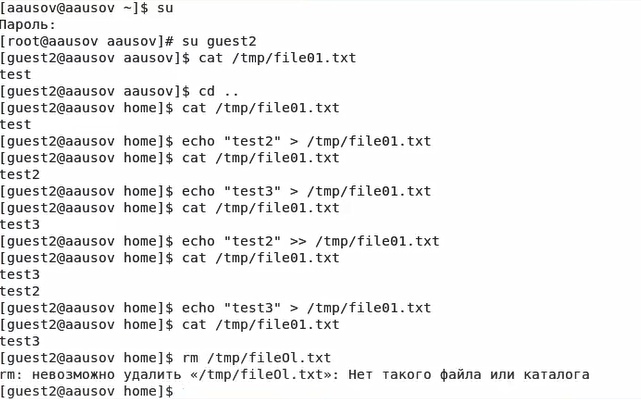 [aausov@aausov ~]$ su
Пароль:
[root@aausov aausov]# su guest2
[guest2@aausov aausov]$ cat /tmp/file01.txt
test
[guest2@aausov aausov]$ cd ..
[guest2@aausov home]$ cat /tmp/file01.txt
test
[guest2@aausov home]$ echo "test2" > /tmp/file01.txt
[guest2@aausov home]$ cat /tmp/file01.txt
test2
[guest2@aausov home]$ echo "test3" > /tmp/file01.txt
[guest2@aausov home]$ cat /tmp/file01.txt
test3
[guest2@aausov home]$ echo "test2" >> /tmp/file01.txt
[guest2@aausov home]$ cat /tmp/file01.txt
test3
test2
[guest2@aausov home]$ echo "test3" > /tmp/file01.txt
[guest2@aausov home]$ cat /tmp/file01.txt
test3
[guest2@aausov home]$ rm /tmp/fileOl.txt
rm: невозможно удалить «/tmp/fileOl.txt»: Нет такого файла или каталога
[guest2@aausov home]$